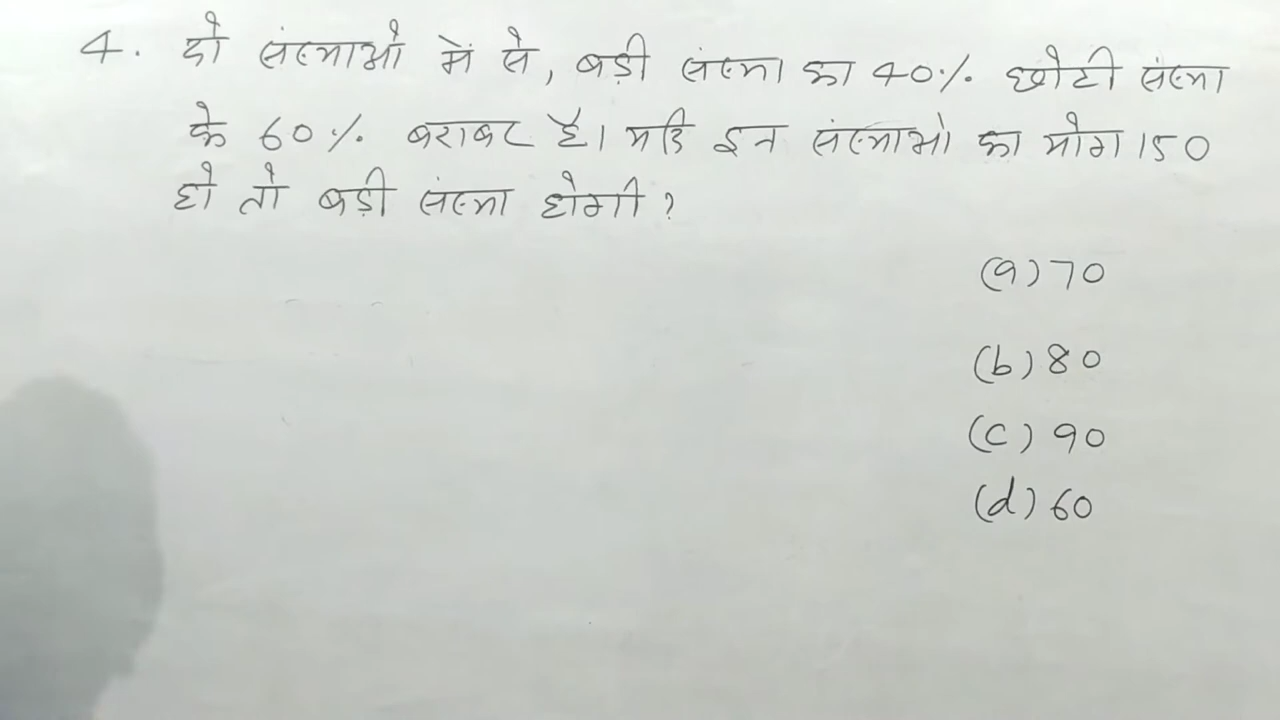 4. दो संख्याओ में से, बड़ी संख्या का 40% छोटी संख्या
के 60% बराबर है। यदि इन संख्याओ का योग 150
हो तो बड़ी संख्या होगी?
(a) 70
(b) 80
(c) 90
(d) 60